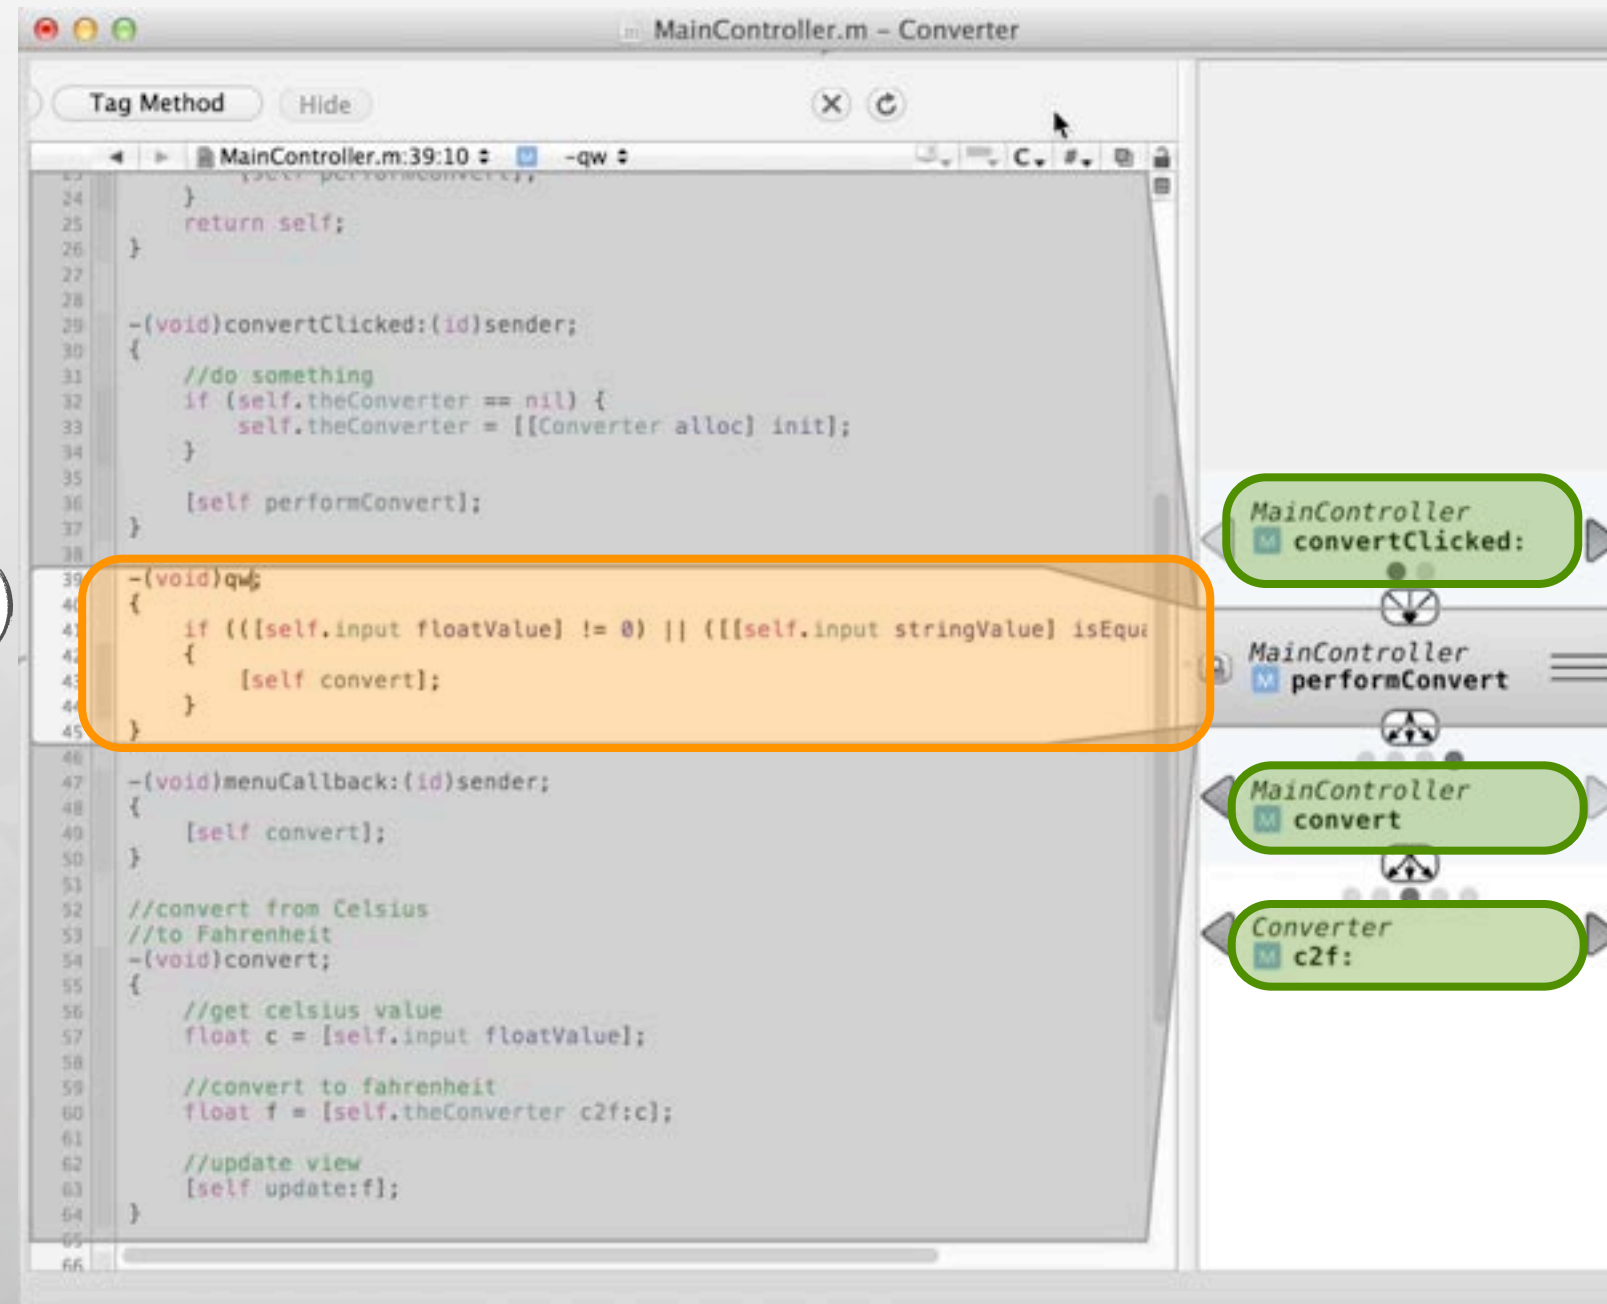 MainController.m – Converter
Tag Method
Hide
MainController.m:39:10
M
-qw
C
#
23 [self performConvert];
24 }
25 return self;
26 }
27
28
29 -(void)convertClicked:(id)sender;
30 {
31 //do something
32 if (self.theConverter == nil) {
33 self.theConverter = [[Converter alloc] init];
34 }
35
36 [self performConvert];
37 }
38
39 -(void)qw;
40 {
41 if (([self.input floatValue] != 0) || ([[self.input stringValue] isEqua
42 {
43 [self convert];
44 }
45 }
46
47 -(void)menuCallback:(id)sender;
48 {
49 [self convert];
50 }
51
52 //convert from Celsius
53 //to Fahrenheit
54 -(void)convert;
55 {
56 //get celsius value
57 float c = [self.input floatValue];
58
59 //convert to fahrenheit
60 float f = [self.theConverter c2f:c];
61
62 //update view
63 [self update:f];
64 }
65
66
MainController
M convertClicked:
MainController
M performConvert
MainController
M convert
Converter
M c2f: